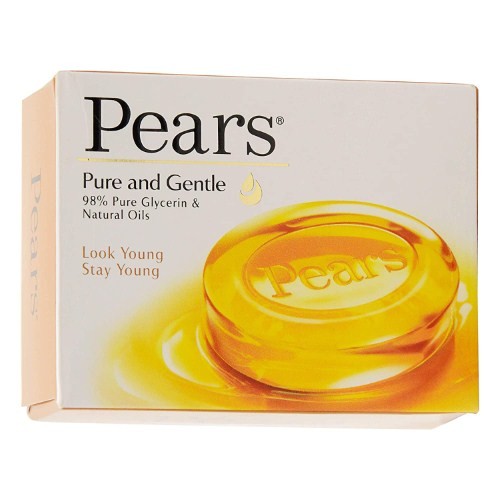 Pears®
Pure and Gentle
98% Pure Glycerin &
Natural Oils
Look Young
Stay Young
Pears
Pears